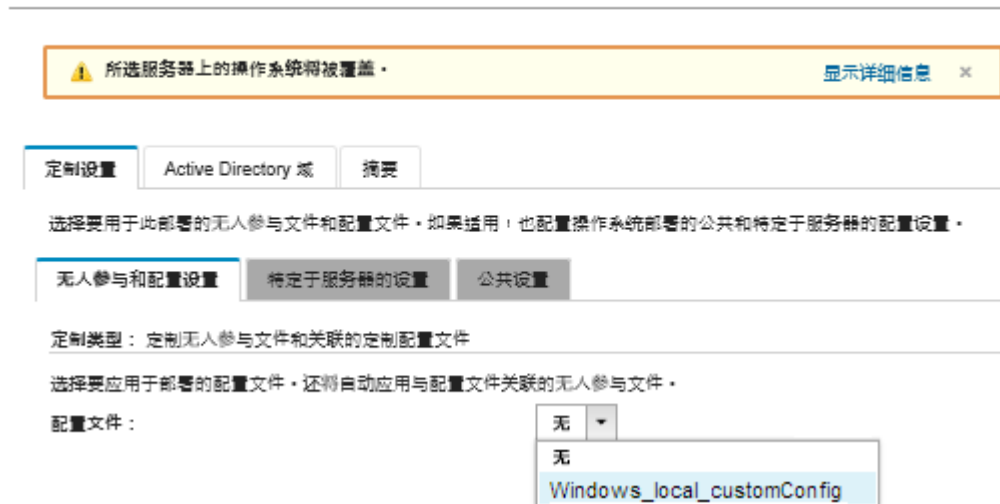 所选服务器上的操作系统将被覆盖。 显示详细信息 ×
定制设置 Active Directory 域 摘要
选择要用于此部署的无人参与文件和配置文件。如果适用，也配置操作系统部署的公共和特定于服务器的配置设置。
无人参与和配置设置 特定于服务器的设置 公共设置
定制类型： 定制无人参与文件和关联的定制配置文件
选择要应用于部署的配置文件。还将自动应用与配置文件关联的无人参与文件。
配置文件： 无
无
Windows_local_customConfig